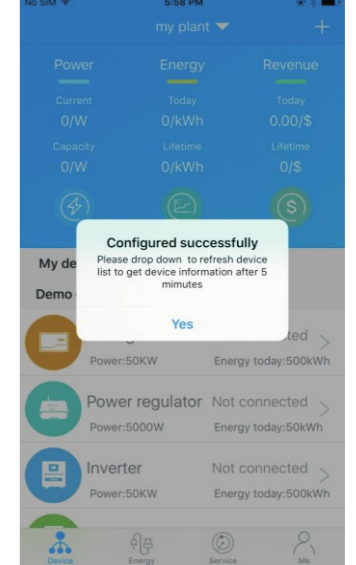 No SIM 5:58 PM
my plant
Power Energy Revenue
Current Today Today
0/W 0/kWh 0.00/$
Capacity Lifetime Lifetime
0/W 0/kWh 0/$
$
Configured successfully
Please drop down to refresh device
list to get device information after 5
mimutes
Yes
My de
Demo
Power:50KW Energy today:500kWh
Power regulator Not connected
Power:5000W Energy today:50kWh
Inverter Not connected
Power:50KW Energy today:500kWh
Device Energy Service Me